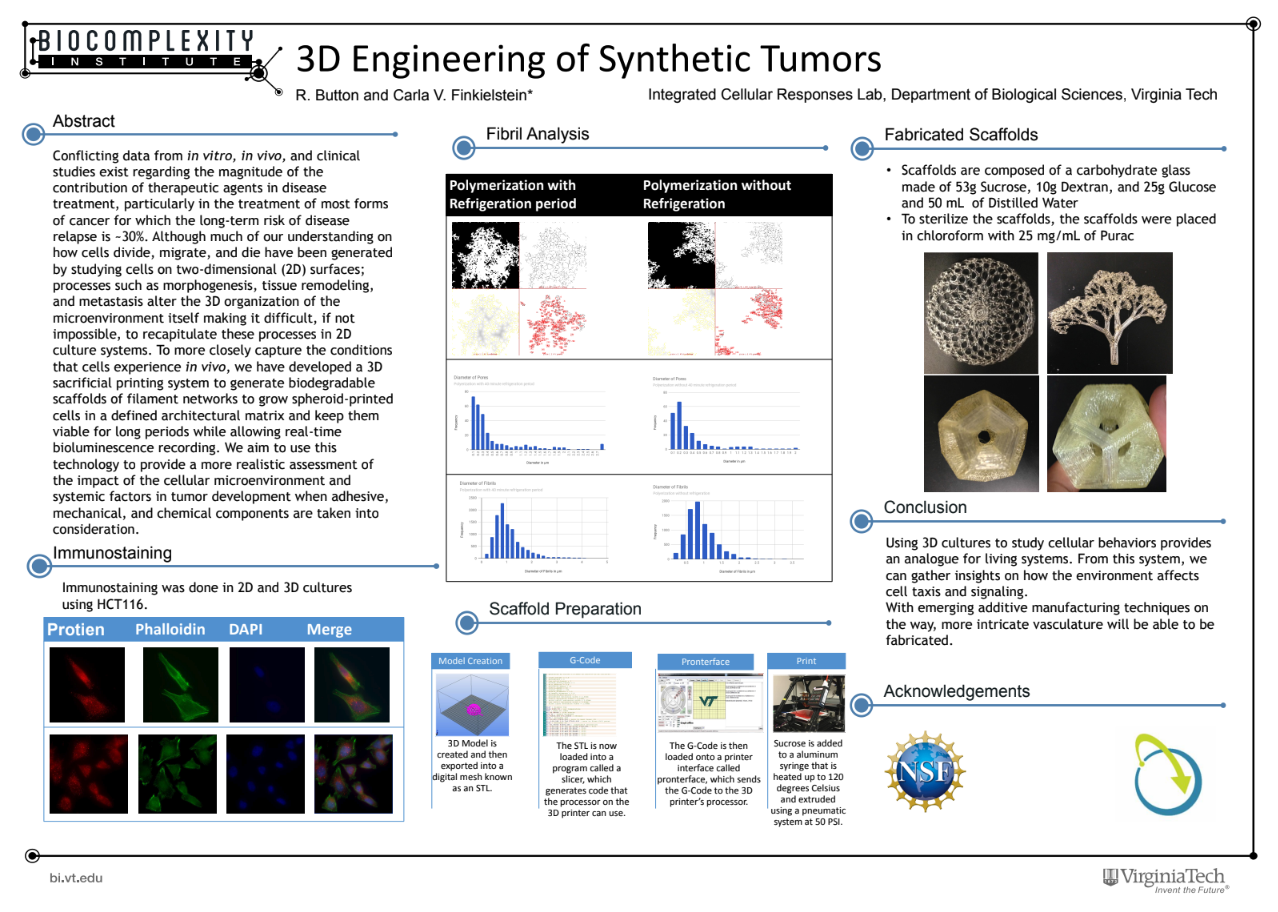 BIOCOMPLEXITY
INSTITUTE
3D Engineering of Synthetic Tumors
R. Button and Carla V. Finkielstein*
Integrated Cellular Responses Lab, Department of Biological Sciences, Virginia Tech
Abstract
Conflicting data from in vitro, in vivo, and clinical
studies exist regarding the magnitude of the
contribution of therapeutic agents in disease
treatment, particularly in the treatment of most forms
of cancer for which the long-term risk of disease
relapse is ~30%. Although much of our understanding on
how cells divide, migrate, and die have been generated
by studying cells on two-dimensional (2D) surfaces;
processes such as morphogenesis, tissue remodeling,
and metastasis alter the 3D organization of the
microenvironment itself making it difficult, if not
impossible, to recapitulate these processes in 2D
culture systems. To more closely capture the conditions
that cells experience in vivo, we have developed a 3D
sacrificial printing system to generate biodegradable
scaffolds of filament networks to grow spheroid-printed
cells in a defined architectural matrix and keep them
viable for long periods while allowing real-time
bioluminescence recording. We aim to use this
technology to provide a more realistic assessment of
the impact of the cellular microenvironment and
systemic factors in tumor development when adhesive,
mechanical, and chemical components are taken into
consideration.
Immunostaining
Immunostaining was done in 2D and 3D cultures
using HCT116.
Protien Phalloidin DAPI Merge
Fibril Analysis
Polymerization with
Refrigeration period
Polymerization without
Refrigeration
Diameter of Pores
Frequency
Diameter in μm
Diameter of Pores
Frequency
Diameter in μm
Diameter of Fibrils
Frequency
Diameter of Fibrils in μm
Diameter of Fibrils
Frequency
Diameter of Fibrils in μm
Scaffold Preparation
Model Creation
3D Model is
created and then
exported into a
digital mesh known
as an STL.
G-Code
The STL is now
loaded into a
program called a
slicer, which
generates code that
the processor on the
3D printer can use.
Pronterface
VT
The G-Code is then
loaded onto a printer
interface called
pronterface, which sends
the G-Code to the 3D
printer's processor.
Print
Sucrose is added
to a aluminum
syringe that is
heated up to 120
degrees Celsius
and extruded
using a pneumatic
system at 50 PSI.
Fabricated Scaffolds
• Scaffolds are composed of a carbohydrate glass
made of 53g Sucrose, 10g Dextran, and 25g Glucose
and 50 mL of Distilled Water
• To sterilize the scaffolds, the scaffolds were placed
in chloroform with 25 mg/mL of Purac
Conclusion
Using 3D cultures to study cellular behaviors provides
an analogue for living systems. From this system, we
can gather insights on how the environment affects
cell taxis and signaling.
With emerging additive manufacturing techniques on
the way, more intricate vasculature will be able to be
fabricated.
Acknowledgements
NSF
bi.vt.edu
VirginiaTech
Invent the Future®